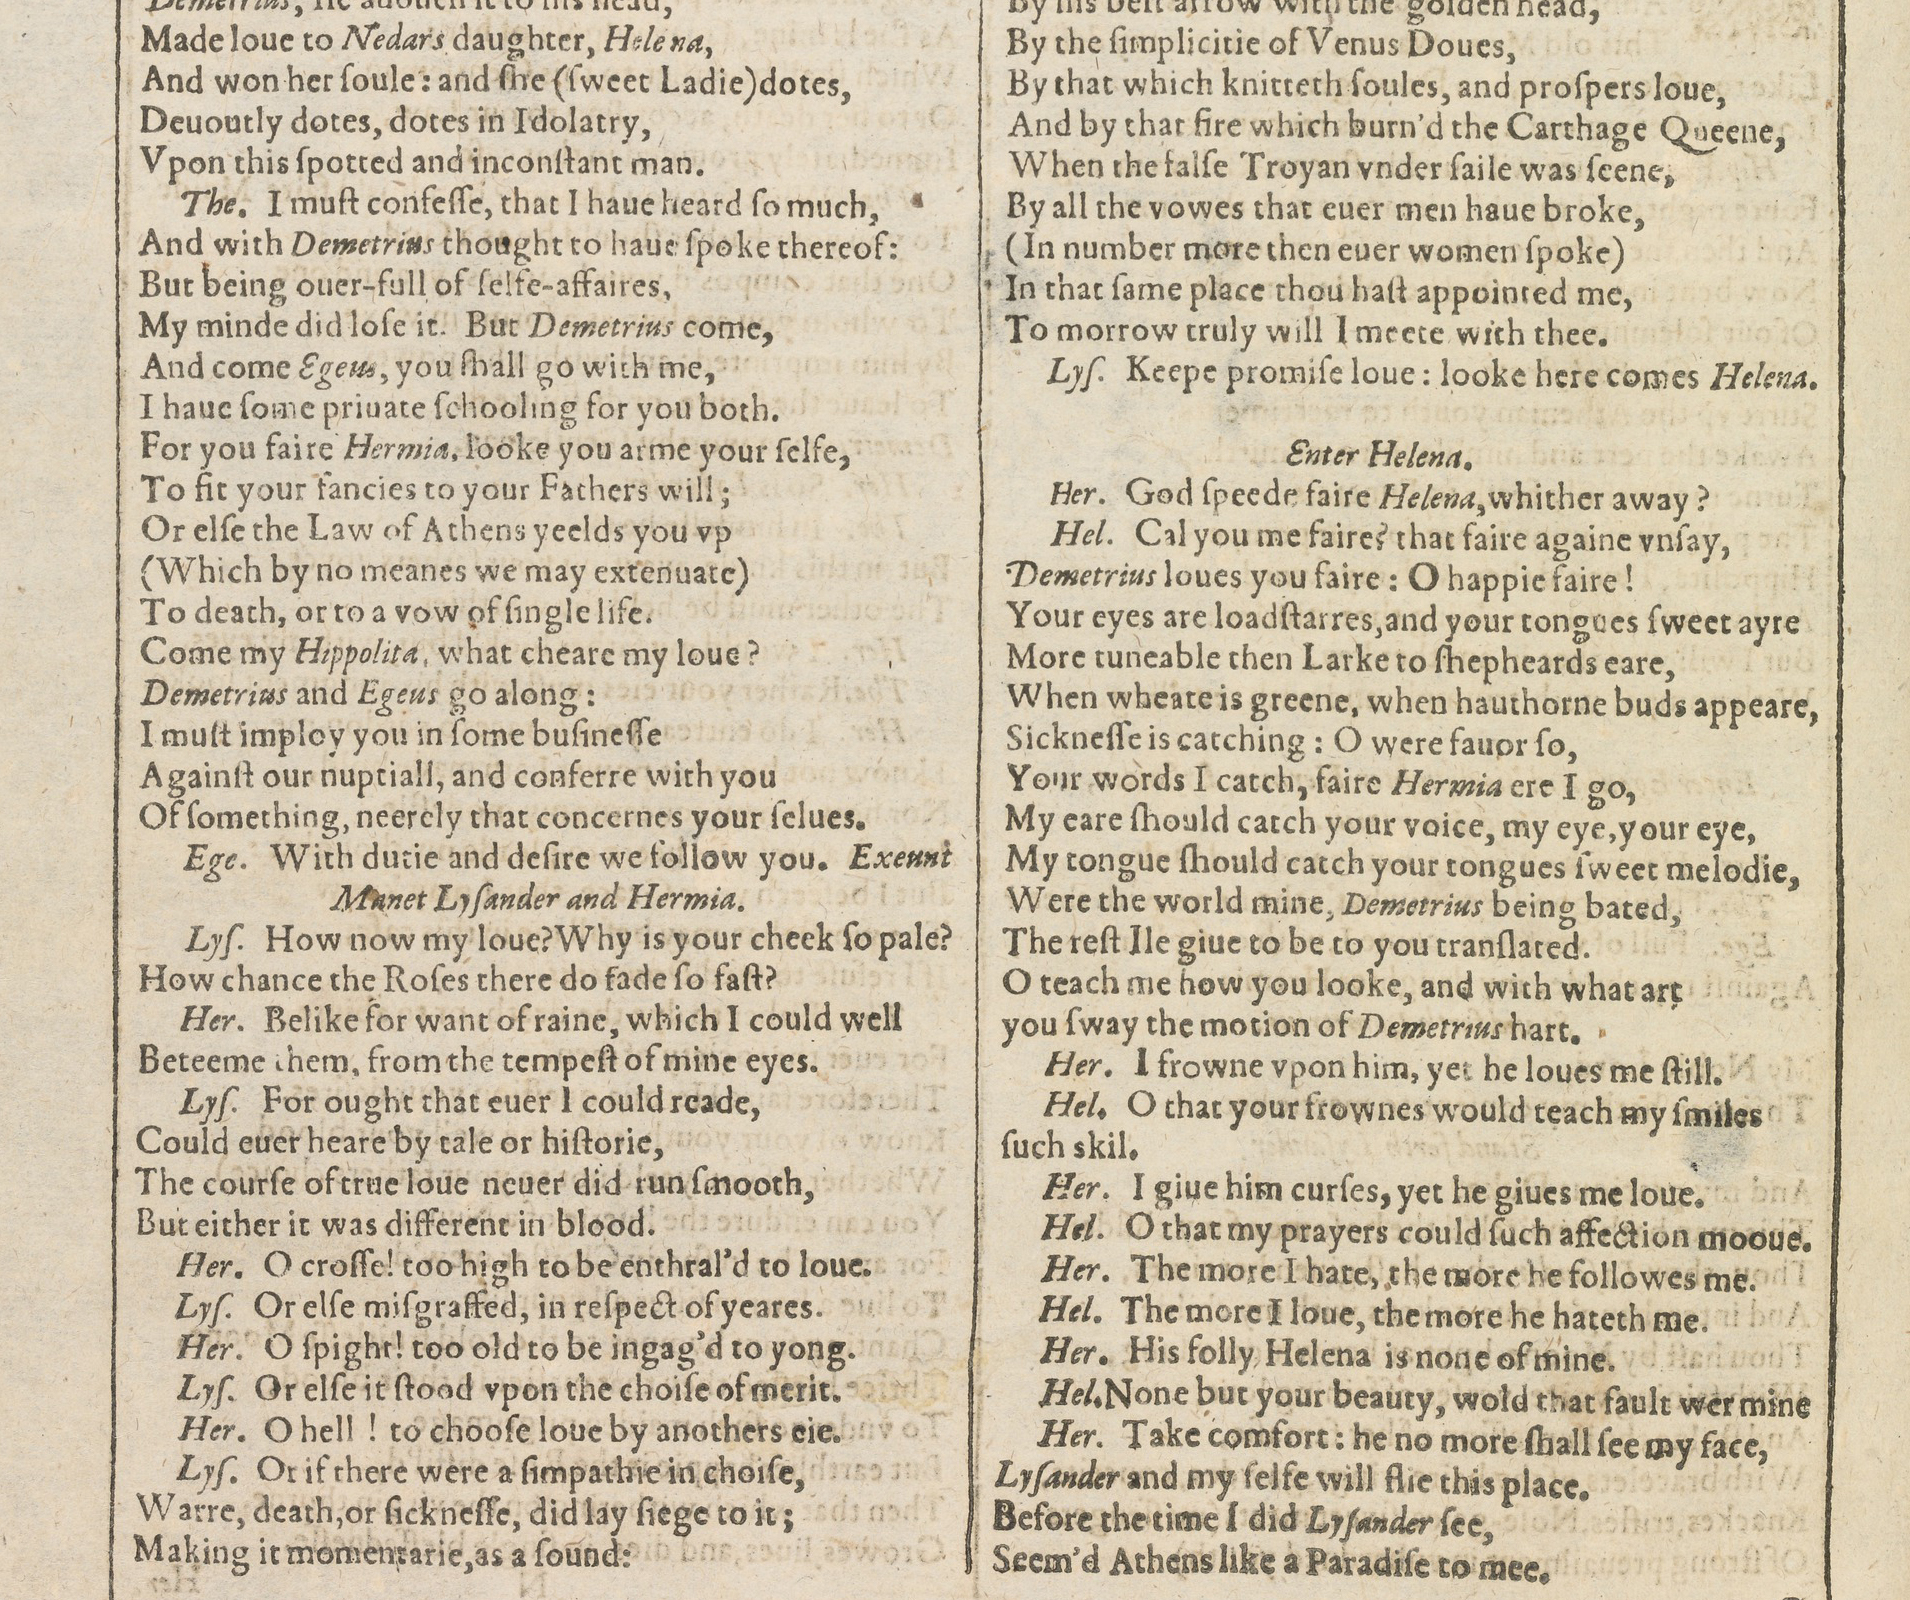 Demetrius, Ile auouch it to his head,
Made loue to Nedars daughter, Helena,
And won her ſoule: and ſhe (ſweet Ladie) dotes,
Deuoutly dotes, dotes in Idolatry,
Vpon this ſpotted and inconſtant man.
The. I muſt confeſſe, that I haue heard ſo much,
And with Demetrius thought to haue ſpoke thereof:
But being ouer-full of ſelfe-affaires,
My minde did loſe it. But Demetrius come,
And come Egeus, you ſhall go with me,
I haue ſome priuate ſchooling for you both.
For you faire Hermia, looke you arme your ſelfe,
To fit your fancies to your Fathers will;
Or elſe the Law of Athens yeelds you vp
(Which by no meanes we may extenuate)
To death, or to a vow of ſingle life.
Come my Hippolita, what cheare my loue?
Demetrius and Egeus go along:
I muſt imploy you in ſome buſineſſe
Againſt our nuptiall, and conferre with you
Of ſomething, neerely that concernes your ſelues.
Ege. With dutie and deſire we follow you. Exeunt
Manet Lyſander and Hermia.
Lyſ. How now my loue? Why is your cheek ſo pale?
How chance the Roſes there do fade ſo faſt?
Her. Belike for want of raine, which I could well
Beteeme them, from the tempeſt of mine eyes.
Lyſ. For ought that euer I could reade,
Could euer heare by tale or hiſtorie,
The courſe of true loue neuer did run ſmooth,
But either it was different in blood.
Her. O croſſe! too high to be enthral'd to loue.
Lyſ. Or elſe miſgraffed, in reſpect of yeares.
Her. O ſpight! too old to be ingag'd to yong.
Lyſ. Or elſe it ſtood vpon the choiſe of merit.
Her. O hell! to chooſe loue by anothers eie.
Lyſ. Or if there were a ſimpathie in choiſe,
Warre, death, or ſickneſſe, did lay ſiege to it;
Making it momentarie, as a ſound:
By his beſt arrow with the golden head,
By the ſimplicitie of Venus Doues,
By that which knitteth ſoules, and proſpers loue,
And by that fire which burn'd the Carthage Queene,
When the falſe Troyan vnder ſaile was ſeene,
By all the vowes that euer men haue broke,
(In number more then euer women ſpoke)
In that ſame place thou haſt appointed me,
To morrow truly will I meete with thee.
Lyſ. Keepe promiſe loue: looke here comes Helena.
Enter Helena.
Her. God ſpeede faire Helena, whither away?
Hel. Cal you me faire? that faire againe vnſay,
Demetrius loues you faire: O happie faire!
Your eyes are loadſtarres, and your tongues ſweet ayre
More tuneable then Larke to ſhepheards eare,
When wheate is greene, when hauthorne buds appeare,
Sickneſſe is catching: O were fauor ſo,
Your words I catch, faire Hermia ere I go,
My eare ſhould catch your voice, my eye, your eye,
My tongue ſhould catch your tongues ſweet melodie,
Were the world mine, Demetrius being bated,
The reſt Ile giue to be to you tranſlated.
O teach me how you looke, and with what art
you ſway the motion of Demetrius hart.
Her. I frowne vpon him, yet he loues me ſtill.
Hel. O that your frownes would teach my ſmiles
ſuch skil.
Her. I giue him curſes, yet he giues me loue.
Hel. O that my prayers could ſuch affection mooue.
Her. The more I hate, the more he followes me.
Hel. The more I loue, the more he hateth me.
Her. His folly Helena is none of mine.
Hel. None but your beauty, wold that fault wer mine
Her. Take comfort: he no more ſhall ſee my face,
Lyſander and my ſelfe will flie this place.
Before the time I did Lyſander ſee,
Seem'd Athens like a Paradiſe to mee.